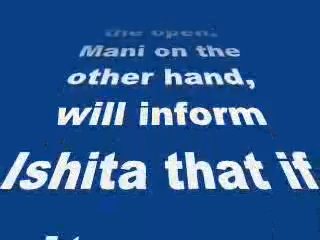 the open.
Mani on the
other hand,
will inform
Ishita that if